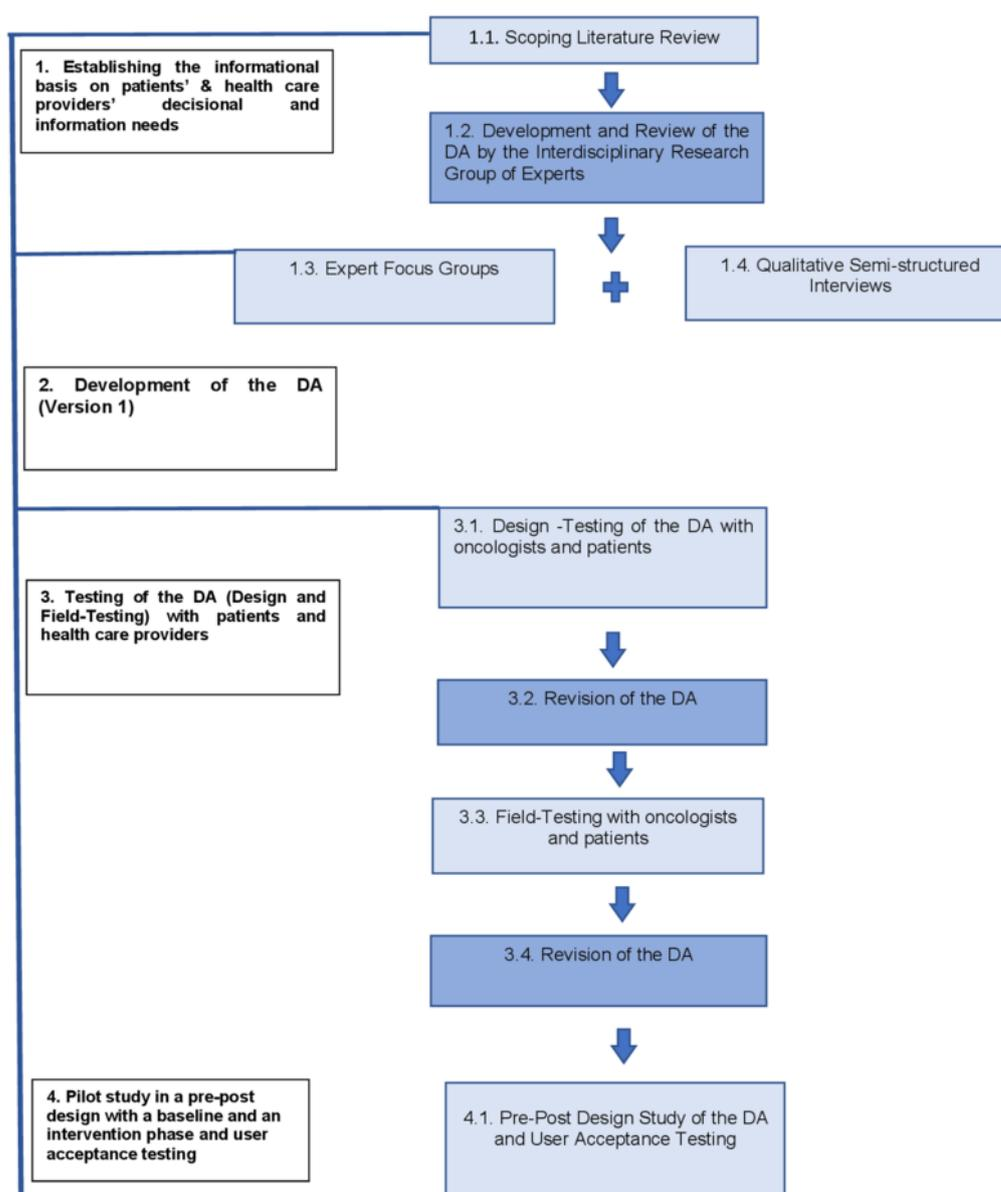 1.1. Scoping Literature Review
1. Establishing the informational
basis on patients' & health care
providers' decisional and
information needs
1.2. Development and Review of the
DA by the Interdisciplinary Research
Group of Experts
1.3. Expert Focus Groups
1.4. Qualitative Semi-structured
Interviews
2. Development of the DA
(Version 1)
3.1. Design -Testing of the DA with
oncologists and patients
3. Testing of the DA (Design and
Field-Testing) with patients and
health care providers
3.2. Revision of the DA
3.3. Field-Testing with oncologists
and patients
3.4. Revision of the DA
4. Pilot study in a pre-post
design with a baseline and an
intervention phase and user
acceptance testing
4.1. Pre-Post Design Study of the DA
and User Acceptance Testing